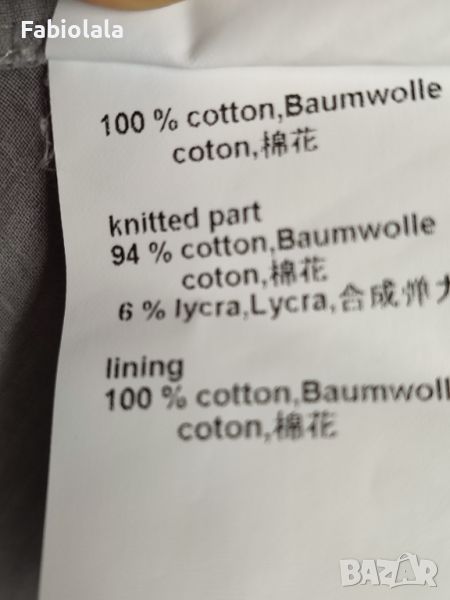 Fabiolala
100 % cotton,Baumwolle
coton,棉花
knitted part
94 % cotton,Baumwolle
coton,棉花
6 % lycra,Lycra,合成弹
lining
100 % cotton,Baumwoll
coton,棉花
BAZAR